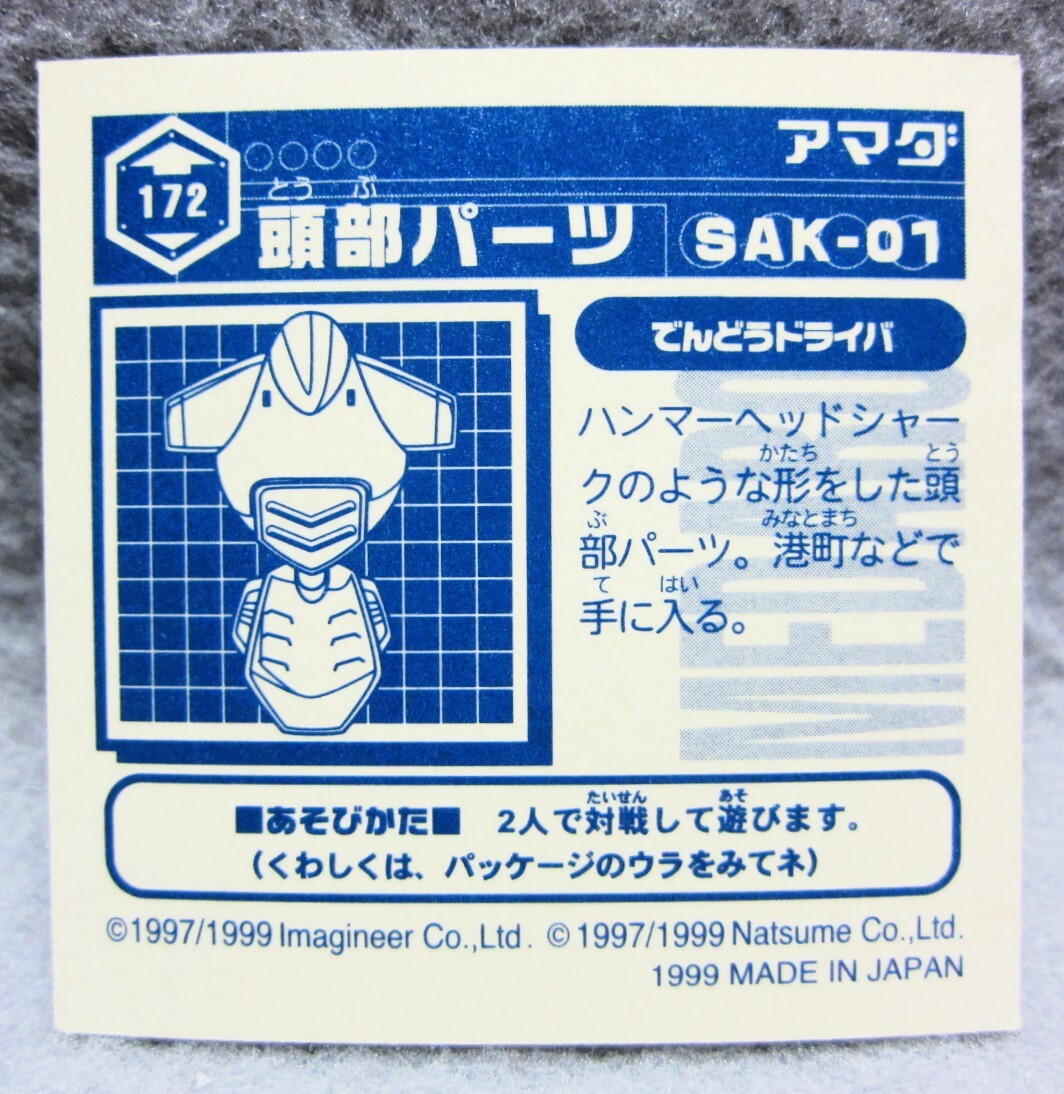 アマダ
172
とうぶ
頭部パーツ
SAK-01
でんどうドライバ
ハンマーヘッドシャー
かたち とう
クのような形をした頭
ぶ みなとまち
部パーツ。港町などで
て はい
手に入る。
たいせん あそ
■あそびかた■ 2人で対戦して遊びます。
(くわしくは、パッケージのウラをみてネ)
©1997/1999 Imagineer Co.,Ltd. ©1997/1999 Natsume Co.,Ltd.
1999 MADE IN JAPAN